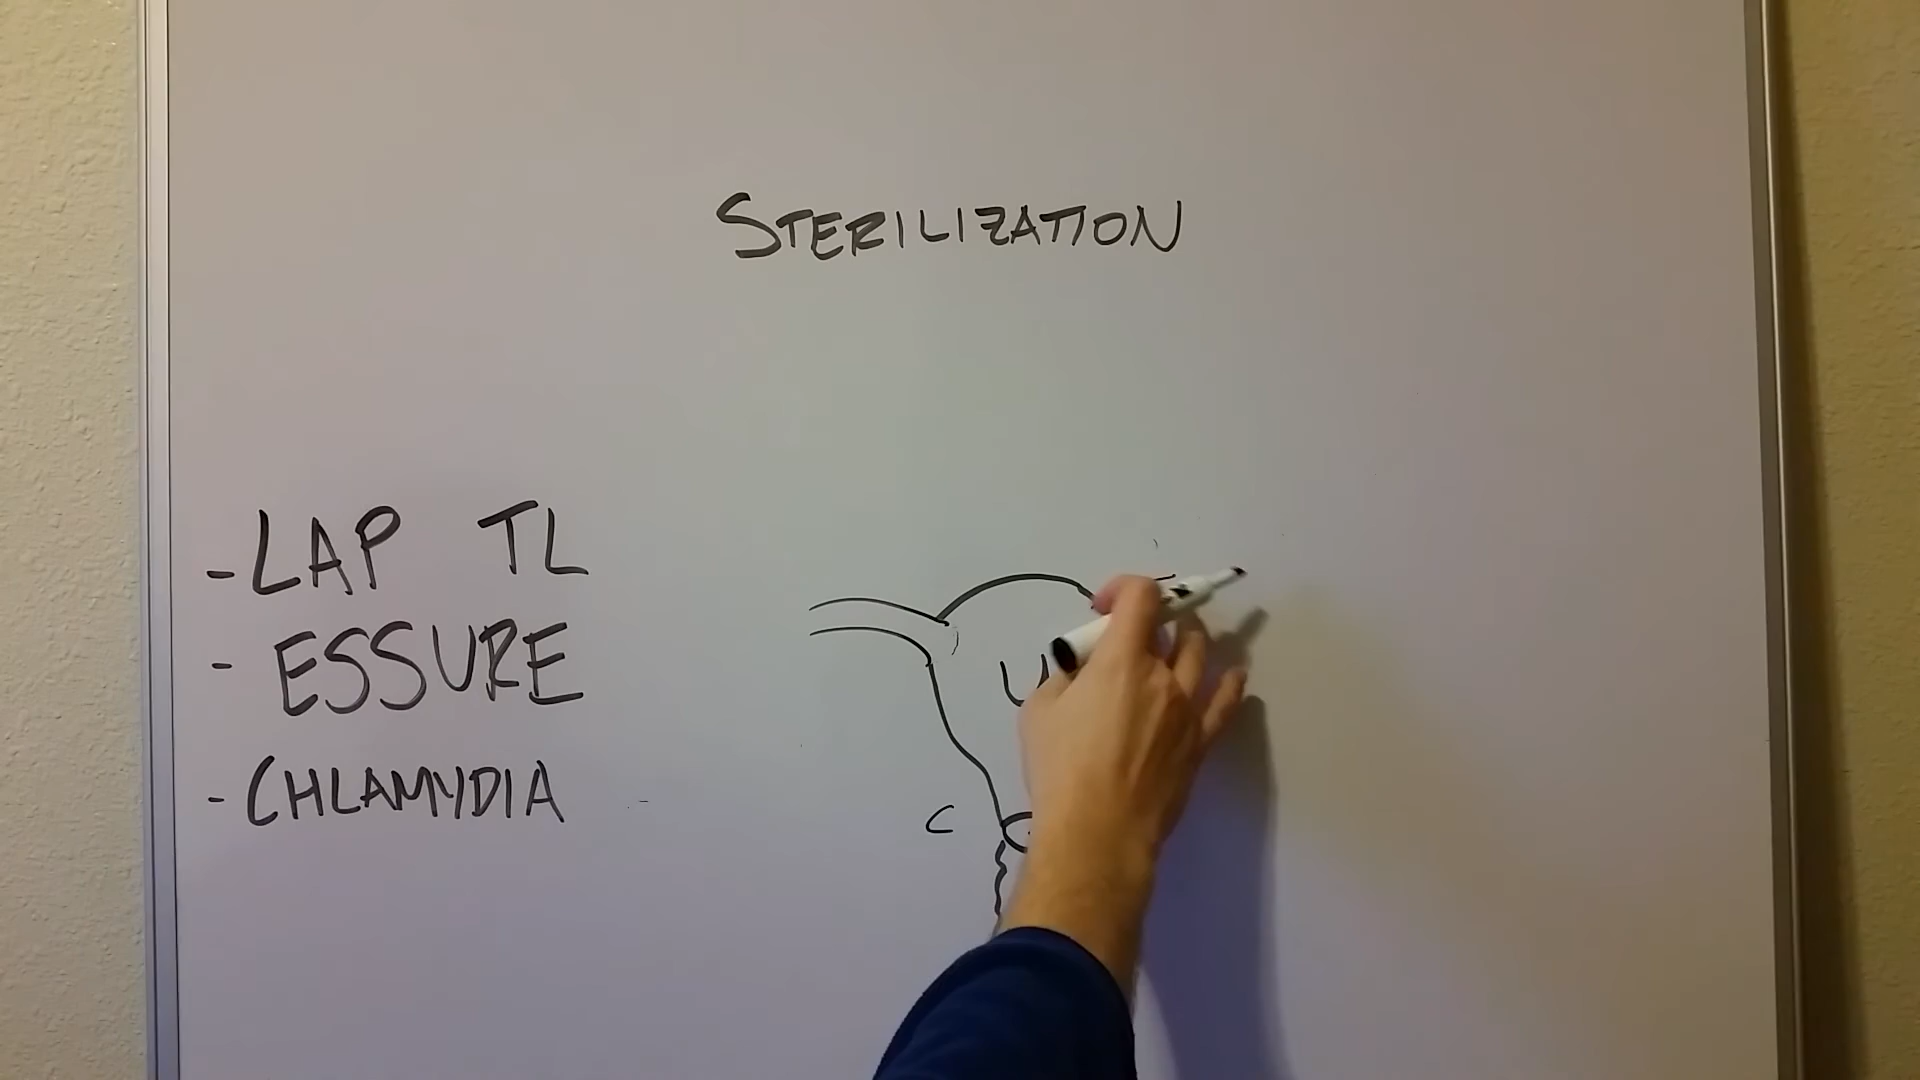 STERILIZATION
- LAP TL
- ESSURE
- CHLAMYDIA
U
C